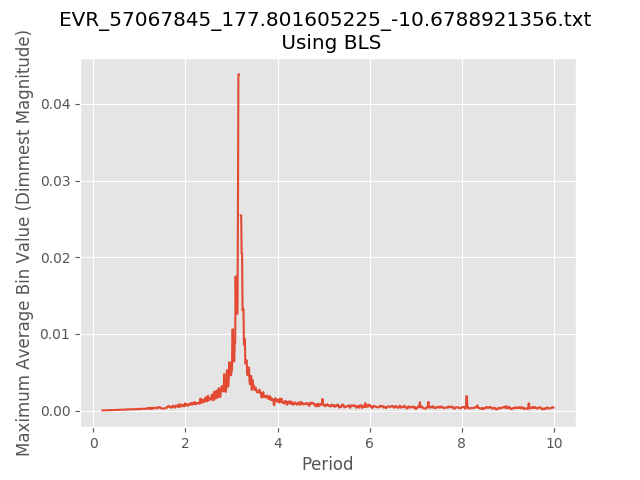 EVR_57067845_177.801605225_-10.6788921356.txt
Using BLS
Maximum Average Bin Value (Dimmest Magnitude)
0.04
0.03
0.02
0.01
0.00
0
2
4
6
8
10
Period